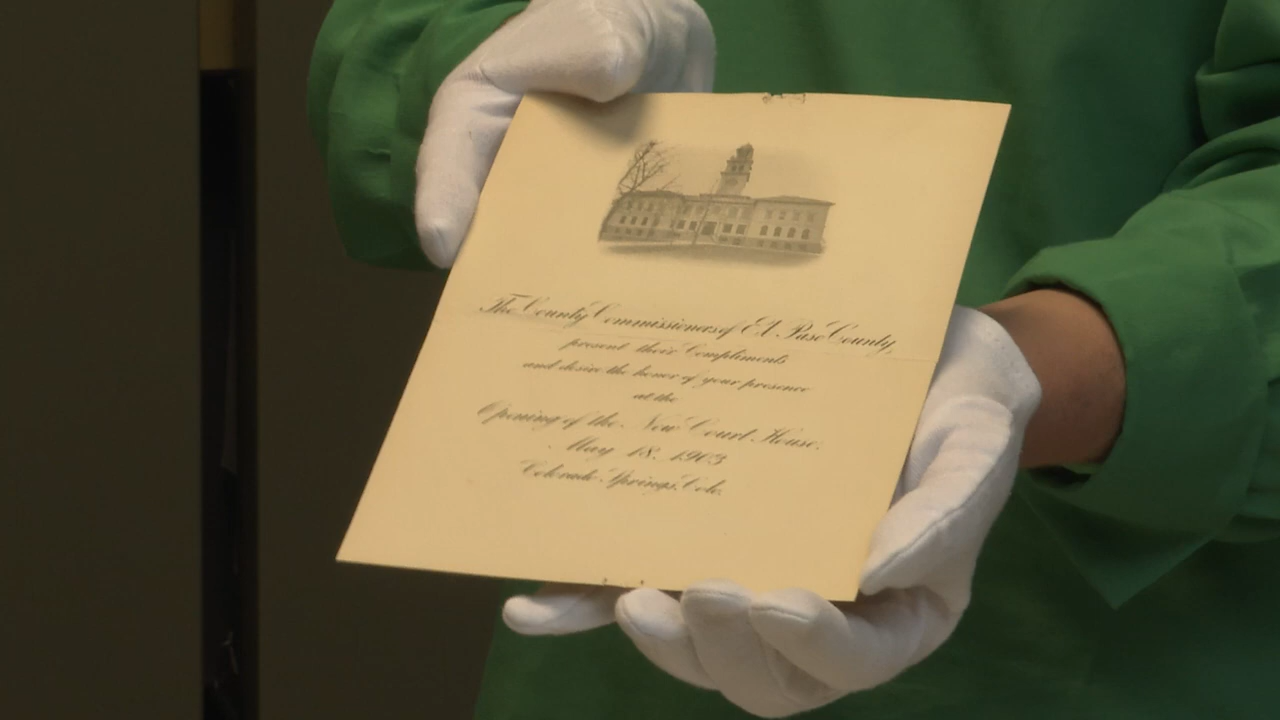 The County Commissioners of El Paso County,
present their Compliments
and desire the honor of your presence
at the
Opening of the New Court House.
May 18, 1903
Colorado Springs, Colo.